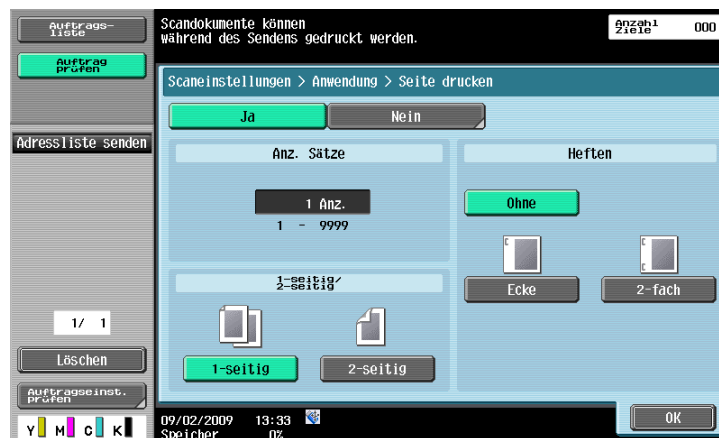 Auftrags-
liste
Auftrag
prüfen
Scandokumente können
während des Sendens gedruckt werden.
Anzahl
Ziele
000
Scaneinstellungen > Anwendung > Seite drucken
Ja
Nein
Adressliste senden
Anz. Sätze
1 Anz.
1 - 9999
Heften
Ohne
Ecke
2-fach
1-seitig/
2-seitig
1-seitig
2-seitig
1/ 1
Löschen
Auftragseinst.
prüfen
Y M C K
09/02/2009 13:33
Speicher 0%
OK